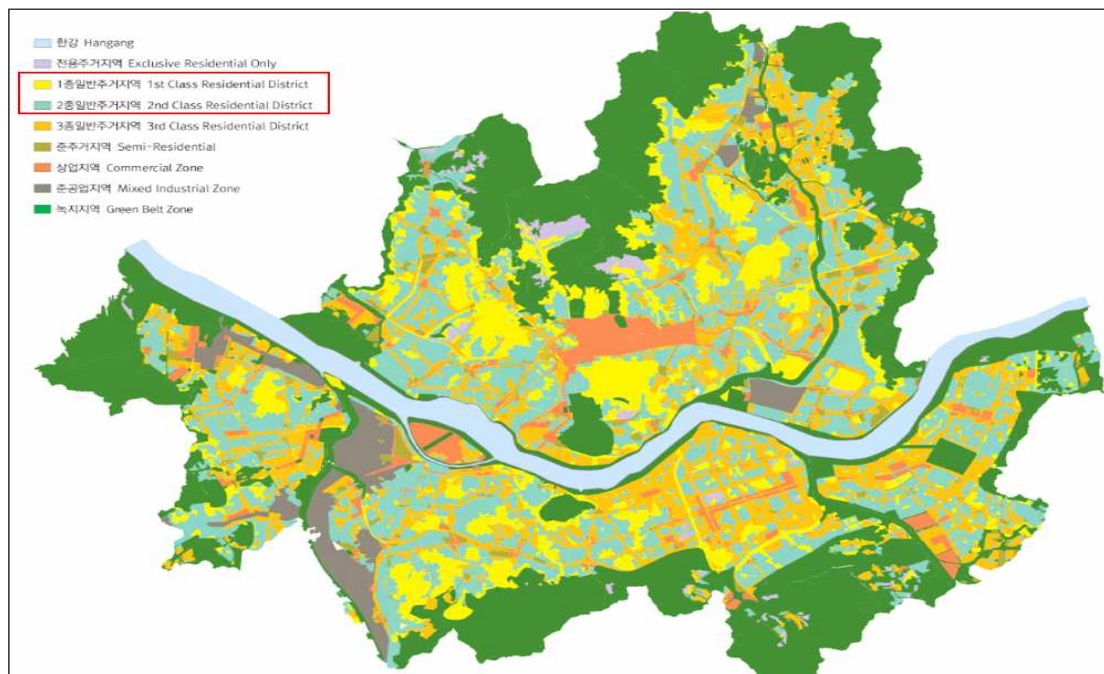 한강 Hangang
전용주거지역 Exclusive Residential Only
1종일반주거지역 1st Class Residential District
2종일반주거지역 2nd Class Residential District
3종일반주거지역 3rd Class Residential District
준주거지역 Semi-Residential
상업지역 Commercial Zone
준공업지역 Mixed Industrial Zone
녹지지역 Green Belt Zone